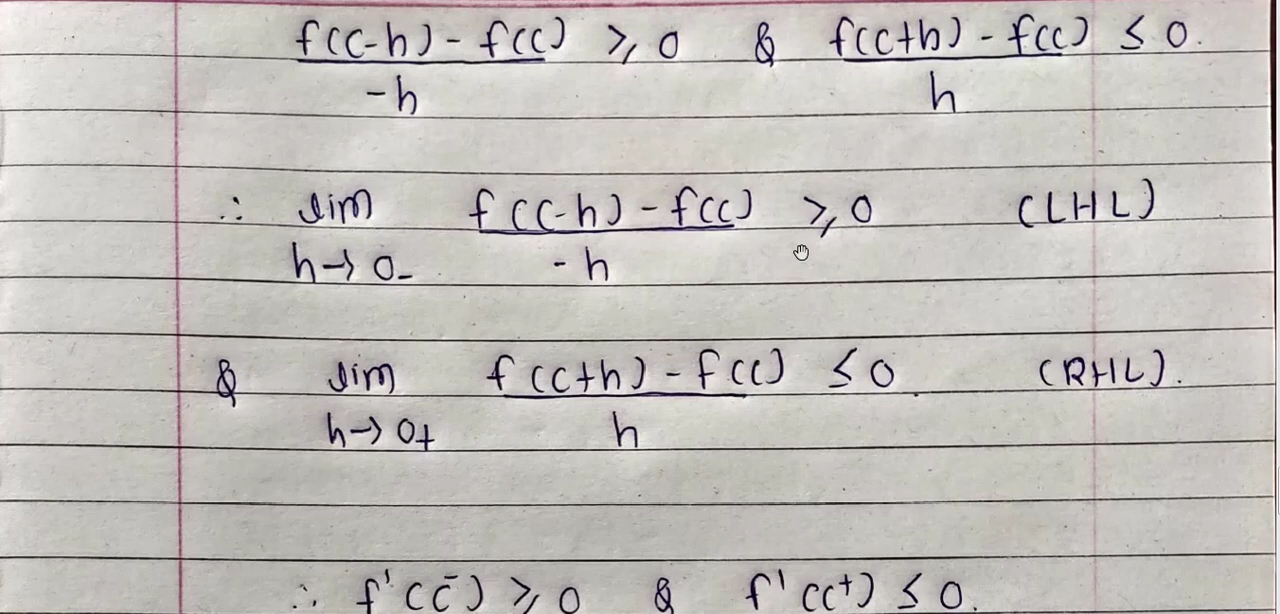 f(c-h) - f(c) / -h ≥ 0 & f(c+h) - f(c) / h ≤ 0.
∴ lim h→0- f(c-h) - f(c) / -h ≥ 0 (LHL)
& lim h→0+ f(c+h) - f(c) / h ≤ 0 (RHL).
∴ f'(c⁻) ≥ 0 & f'(c⁺) ≤ 0.